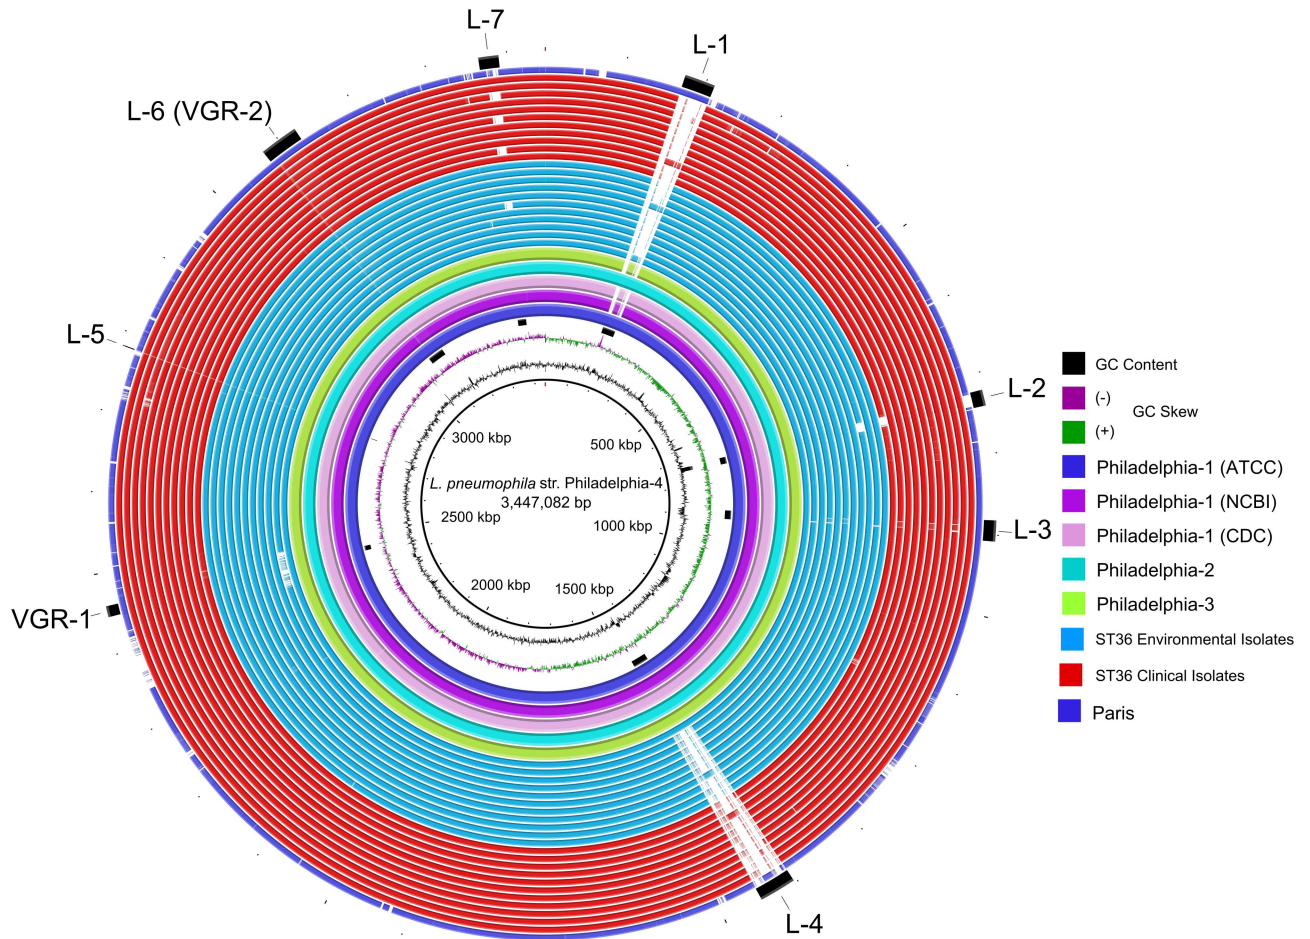 L-7
L-1
L-6 (VGR-2)
L-5
L-2
L-3
VGR-1
L-4
3000 kbp
500 kbp
L. pneumophila str. Philadelphia-4
3,447,082 bp
2500 kbp
1000 kbp
2000 kbp
1500 kbp
GC Content
(-)
GC Skew
(+)
Philadelphia-1 (ATCC)
Philadelphia-1 (NCBI)
Philadelphia-1 (CDC)
Philadelphia-2
Philadelphia-3
ST36 Environmental Isolates
ST36 Clinical Isolates
Paris